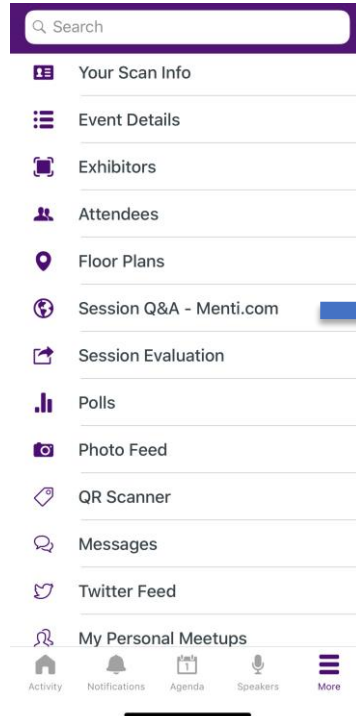 Search
Your Scan Info
Event Details
Exhibitors
Attendees
Floor Plans
Session Q&A - Menti.com
Session Evaluation
Polls
Photo Feed
QR Scanner
Messages
Twitter Feed
My Personal Meetups
1
Activity Notifications Agenda Speakers More